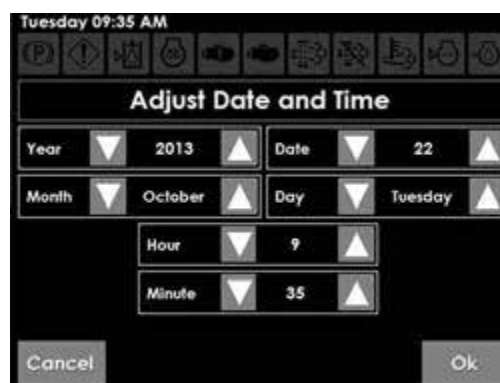 Tuesday 09:35 AM
Adjust Date and Time
Year 2013 Date 22
Month October Day Tuesday
Hour 9
Minute 35
Cancel Ok